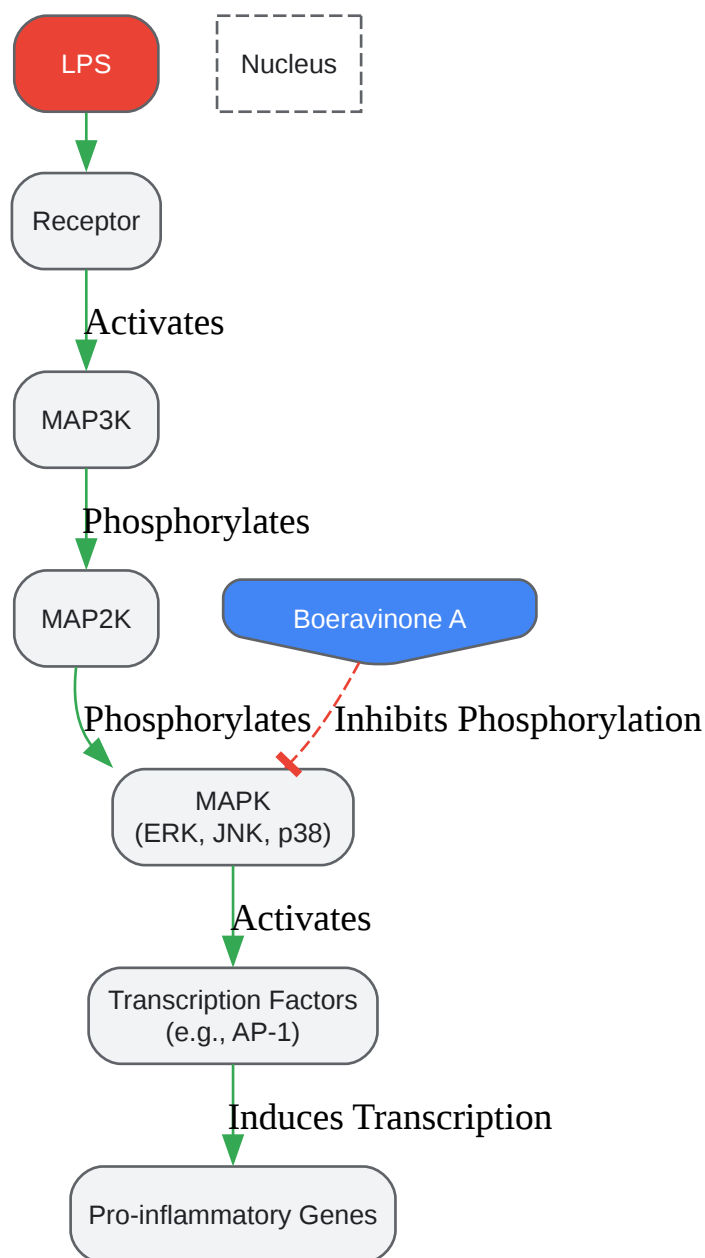 LPS
Nucleus
Receptor
Activates
MAP3K
Phosphorylates
MAP2K
Boeravinone A
Phosphorylates
Inhibits Phosphorylation
MAPK
(ERK, JNK, p38)
Activates
Transcription Factors
(e.g., AP-1)
Induces Transcription
Pro-inflammatory Genes